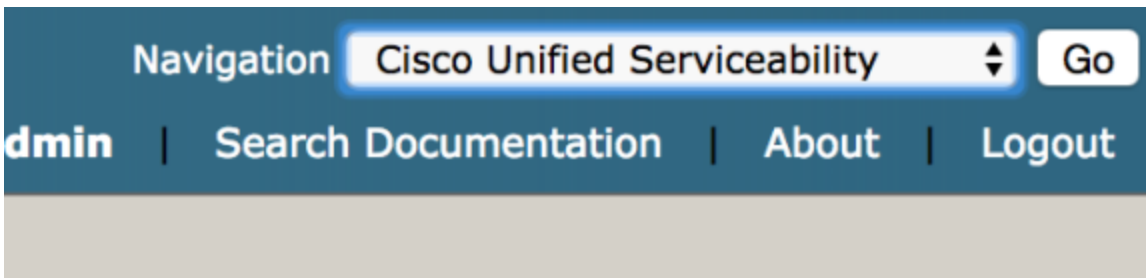 Navigation Cisco Unified Serviceability Go
dmin | Search Documentation | About | Logout